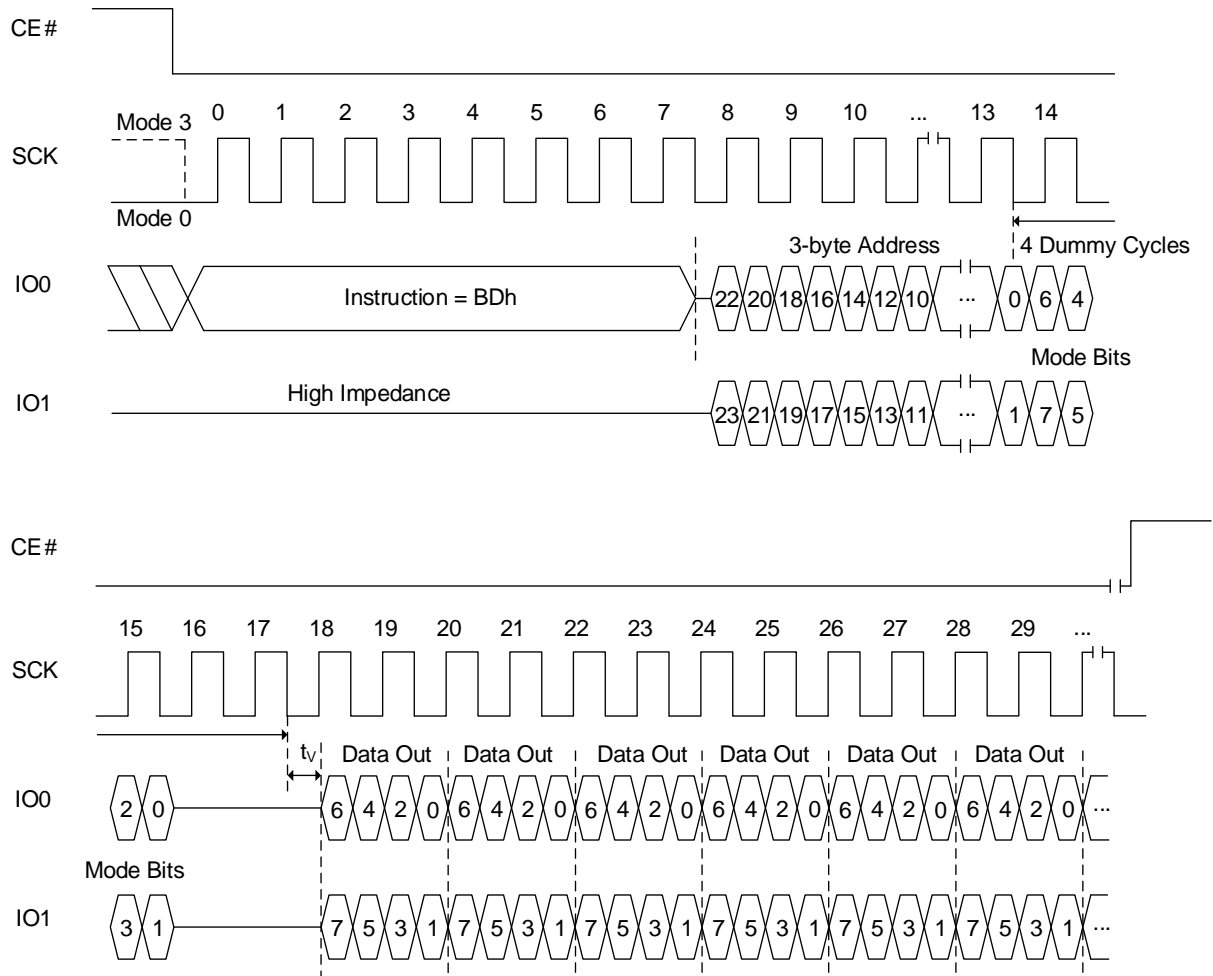 CE#
0 1 2 3 4 5 6 7 8 9 10 ... 13 14
Mode 3
SCK
Mode 0
3-byte Address 4 Dummy Cycles
IO0
Instruction = BDh
22 20 18 16 14 12 10 ... 0 6 4
Mode Bits
IO1
High Impedance
23 21 19 17 15 13 11 ... 1 7 5
CE#
15 16 17 18 19 20 21 22 23 24 25 26 27 28 29 ...
SCK
tV Data Out Data Out Data Out Data Out Data Out Data Out
IO0
2 0 6 4 2 0 6 4 2 0 6 4 2 0 6 4 2 0 6 4 2 0 6 4 2 0 ...
Mode Bits
IO1
3 1 7 5 3 1 7 5 3 1 7 5 3 1 7 5 3 1 7 5 3 1 7 5 3 1 ...